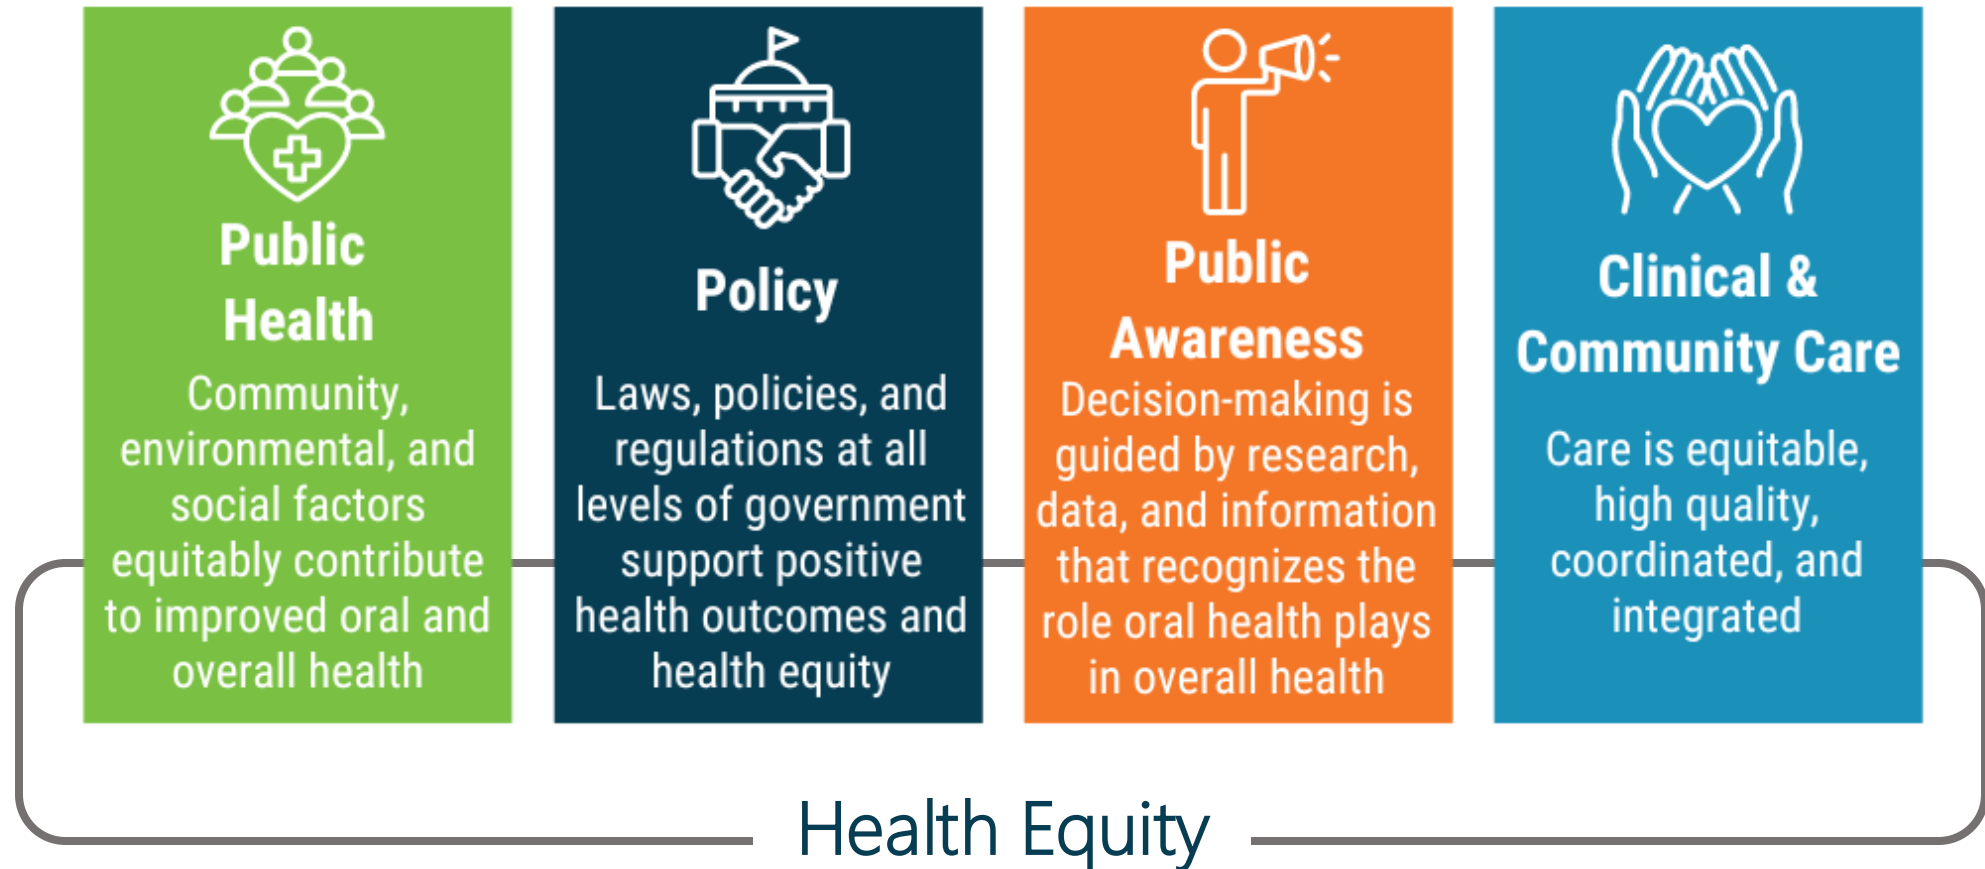 Public
Health
Community,
environmental, and
social factors
equitably contribute
to improved oral and
overall health
Policy
Laws, policies, and
regulations at all
levels of government
support positive
health outcomes and
health equity
Public
Awareness
Decision-making is
guided by research,
data, and information
that recognizes the
role oral health plays
in overall health
Clinical &
Community Care
Care is equitable,
high quality,
coordinated, and
integrated
Health Equity